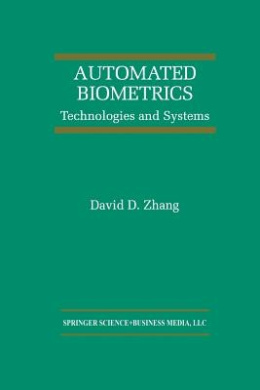 AUTOMATED
BIOMETRICS
Technologies and Systems
David D. Zhang
SPRINGER SCIENCE+BUSINESS MEDIA, LLC